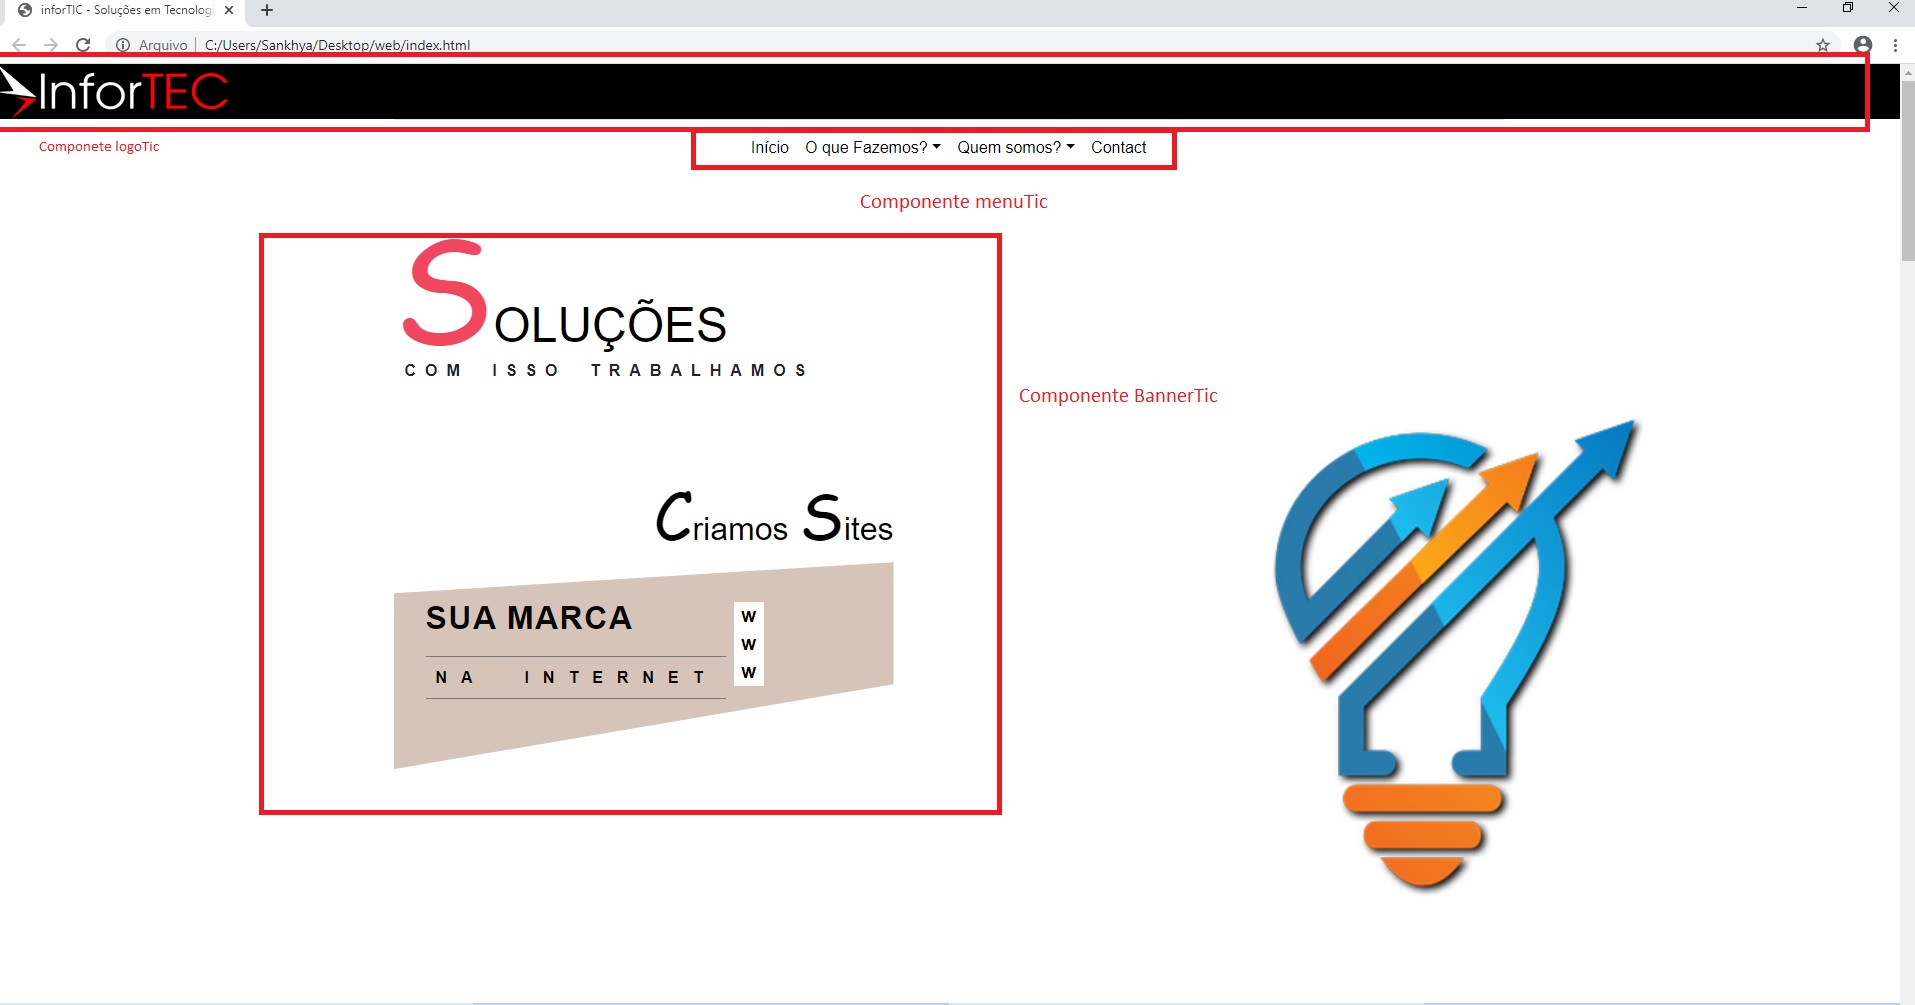 inforTIC - Soluções em Tecnologi
Arquivo
C:/Users/Sankhya/Desktop/web/index.html
InforTEC
Componete logoTic
Início O que Fazemos? Quem somos? Contact
Componente menuTic
SOLUÇÕES
COM ISSO TRABALHAMOS
Componente BannerTic
Criamos Sites
SUA MARCA
NA INTERNET
W
W
W